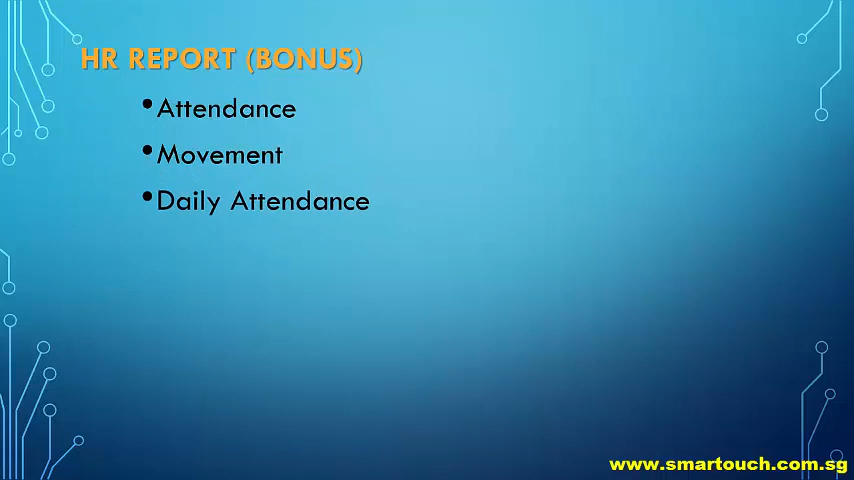 HR REPORT (BONUS)
•Attendance
•Movement
•Daily Attendance
www.smartouch.com.sg